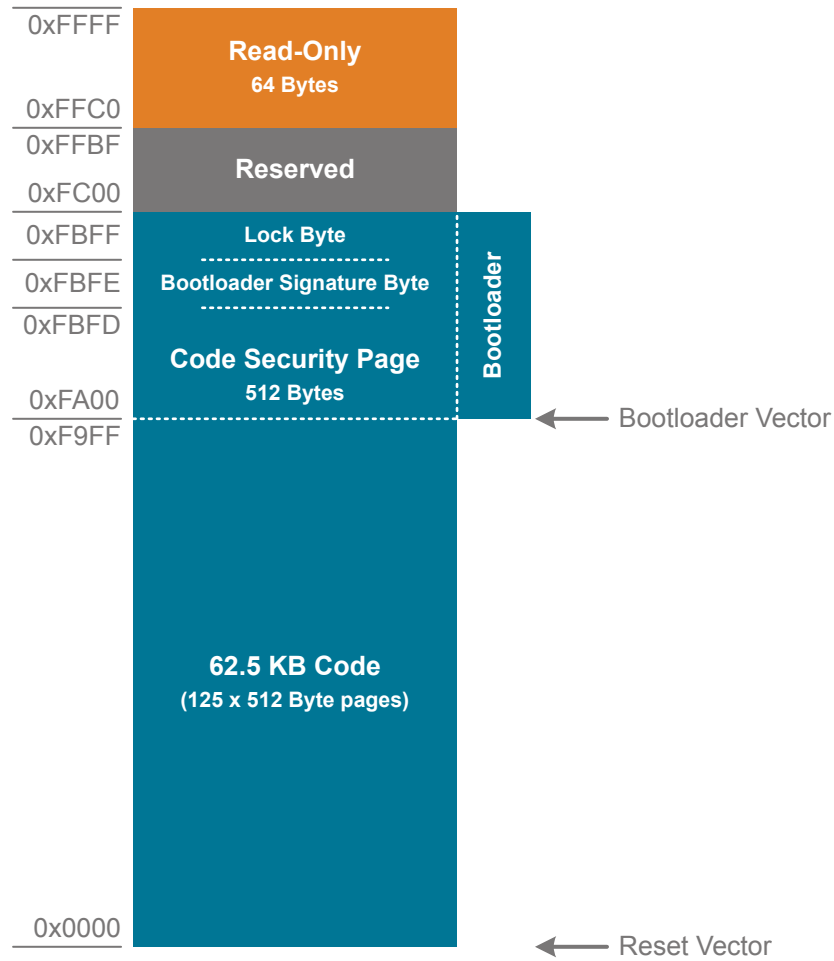 0xFFFF
Read-Only
64 Bytes
0xFFC0
0xFFBF
Reserved
0xFC00
0xFBFF
Lock Byte
0xFBFE
Bootloader Signature Byte
0xFBFD
Code Security Page
512 Bytes
Bootloader
0xFA00
Bootloader Vector
0xF9FF
62.5 KB Code
(125 x 512 Byte pages)
0x0000
Reset Vector